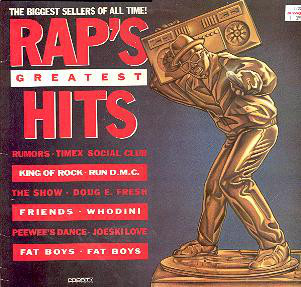 THE BIGGEST SELLERS OF ALL TIME!
RAP'S
GREATEST
HITS
RUMORS · TIMEX SOCIAL CLUB
KING OF ROCK · RUN D.M.C.
THE SHOW · DOUG E. FRESH
FRIENDS · WHODINI
PEEWEE'S DANCE · JOESKI LOVE
FAT BOYS · FAT BOYS